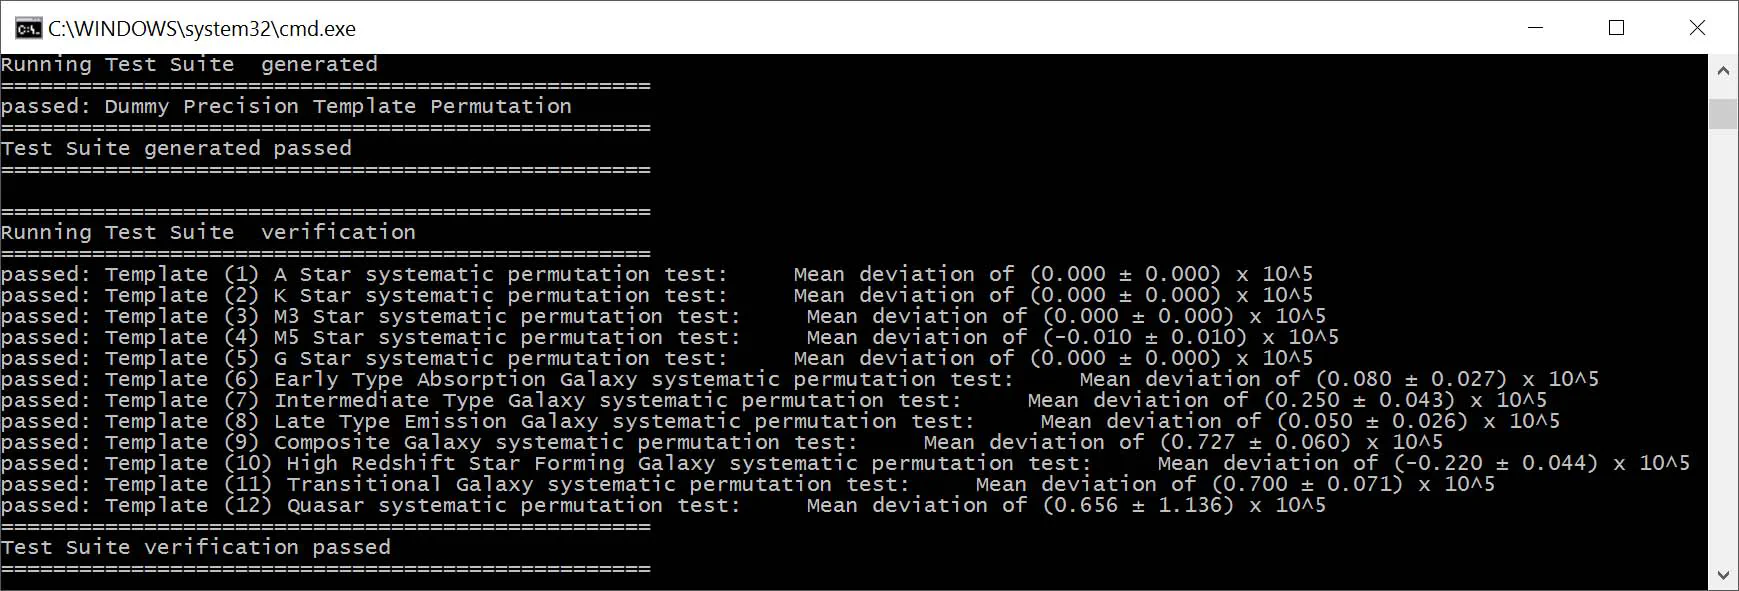 C:\WINDOWS\system32\cmd.exe
Running Test Suite  generated
==================================================
passed: Dummy Precision Template Permutation
==================================================
Test Suite generated passed
==================================================
==================================================
Running Test Suite  verification
==================================================
passed: Template (1) A Star systematic permutation test:     Mean deviation of (0.000 ± 0.000) x 10^5
passed: Template (2) K Star systematic permutation test:     Mean deviation of (0.000 ± 0.000) x 10^5
passed: Template (3) M3 Star systematic permutation test:     Mean deviation of (0.000 ± 0.000) x 10^5
passed: Template (4) M5 Star systematic permutation test:     Mean deviation of (-0.010 ± 0.010) x 10^5
passed: Template (5) G Star systematic permutation test:     Mean deviation of (0.000 ± 0.000) x 10^5
passed: Template (6) Early Type Absorption Galaxy systematic permutation test:     Mean deviation of (0.080 ± 0.027) x 10^5
passed: Template (7) Intermediate Type Galaxy systematic permutation test:     Mean deviation of (0.250 ± 0.043) x 10^5
passed: Template (8) Late Type Emission Galaxy systematic permutation test:     Mean deviation of (0.050 ± 0.026) x 10^5
passed: Template (9) Composite Galaxy systematic permutation test:     Mean deviation of (0.727 ± 0.060) x 10^5
passed: Template (10) High Redshift Star Forming Galaxy systematic permutation test:     Mean deviation of (-0.220 ± 0.044) x 10^5
passed: Template (11) Transitional Galaxy systematic permutation test:     Mean deviation of (0.700 ± 0.071) x 10^5
passed: Template (12) Quasar systematic permutation test:     Mean deviation of (0.656 ± 1.136) x 10^5
==================================================
Test Suite verification passed
==================================================